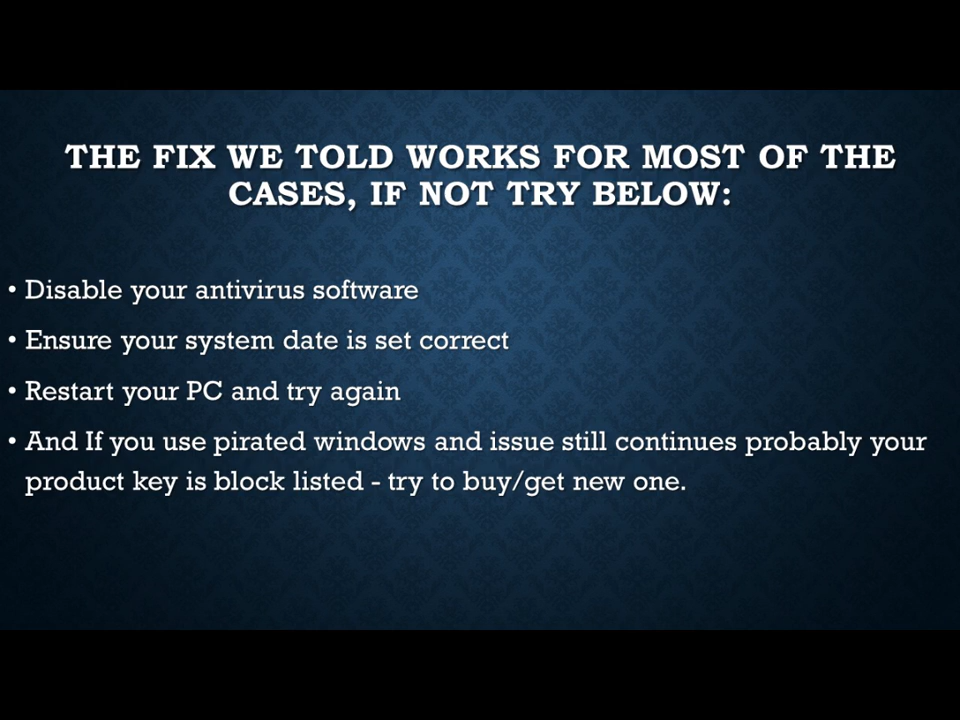 THE FIX WE TOLD WORKS FOR MOST OF THE
CASES, IF NOT TRY BELOW:
• Disable your antivirus software
• Ensure your system date is set correct
• Restart your PC and try again
• And If you use pirated windows and issue still continues probably your
product key is block listed - try to buy/get new one.